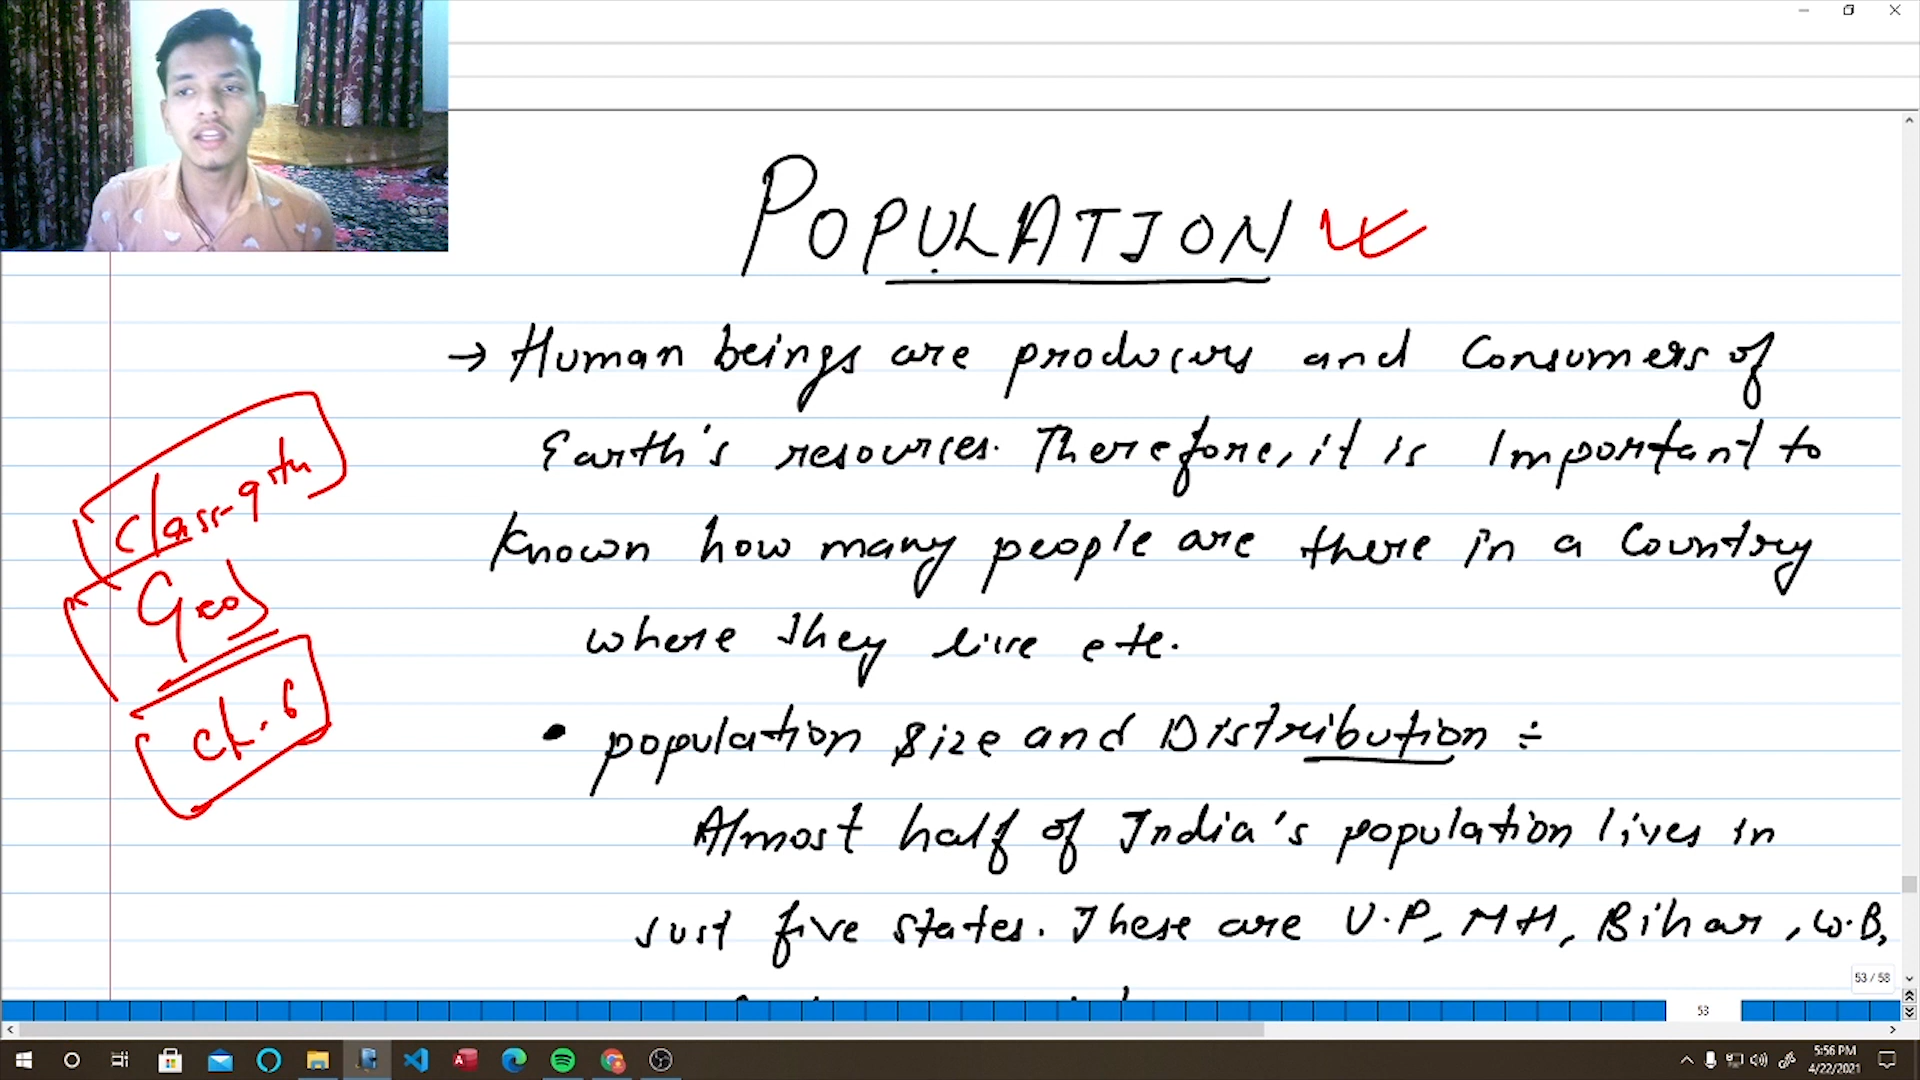 POPULATION
→ Human beings are producers and Consumers of
Earth's resources. Therefore, it is Important to
Known how many people are there in a Country
where they live etc.
• population Size and Distribution ÷
Almost half of India's population lives in
Just five states. These are U.P, MH, Bihar, W.B,
Class-9th
Geo
Ch-6
53 / 58
53
5:56 PM
4/22/2021